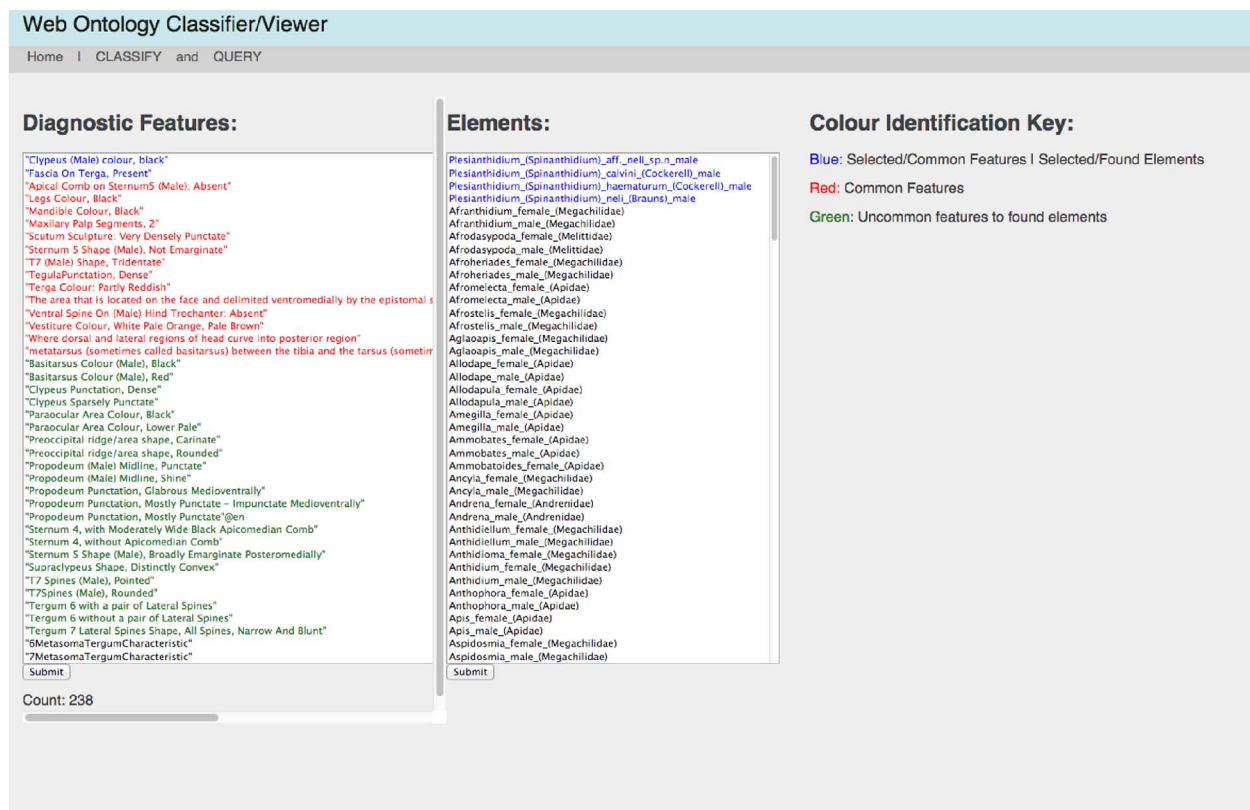 Web Ontology Classifier/Viewer
Home | CLASSIFY and QUERY
Diagnostic Features:
"Clypeus (Male) colour, black"
"Fascia On Terga, Present"
"Apical Comb on Sternum5 (Male): Absent"
"Legs Colour, Black"
"Mandible Colour, Black"
"Maxilary Palp Segments, 2"
"Scutum Sculpture: Very Densely Punctate"
"Sternum 5 Shape (Male), Not Emarginate"
"T7 (Male) Shape, Tridentate"
"TegulaPunctation, Dense"
"Terga Colour: Partly Reddish"
"The area that is located on the face and delimited ventromedially by the epistomal s
"Ventral Spine On (Male) Hind Trochanter: Absent"
"Vestiture Colour, White Pale Orange, Pale Brown"
"Where dorsal and lateral regions of head curve into posterior region"
"metatarsus (sometimes called basitarsus) between the tibia and the tarsus (sometim
"Basitarsus Colour (Male), Black"
"Basitarsus Colour (Male), Red"
"Clypeus Punctation, Dense"
"Clypeus Sparsely Punctate"
"Paraocular Area Colour, Black"
"Paraocular Area Colour, Lower Pale"
"Preoccipital ridge/area shape, Carinate"
"Preoccipital ridge/area shape, Rounded"
"Propodeum (Male) Midline, Punctate"
"Propodeum (Male) Midline, Shine"
"Propodeum Punctation, Glabrous Medioventrally"
"Propodeum Punctation, Mostly Punctate – Impunctate Medioventrally"
"Propodeum Punctation, Mostly Punctate"@en
"Sternum 4, with Moderately Wide Black Apicomedian Comb"
"Sternum 4, without Apicomedian Comb"
"Sternum 5 Shape (Male), Broadly Emarginate Posteromedially"
"Supraclypeus Shape, Distinctly Convex"
"T7 Spines (Male), Pointed"
"T7Spines (Male), Rounded"
"Tergum 6 with a pair of Lateral Spines"
"Tergum 6 without a pair of Lateral Spines"
"Tergum 7 Lateral Spines Shape, All Spines, Narrow And Blunt"
"6MetasomaTergumCharacteristic"
"7MetasomaTergumCharacteristic"
Submit
Count: 238
Elements:
Plesianthidium_(Spinanthidium)_aff._neli_sp.n_male
Plesianthidium_(Spinanthidium)_calvini_(Cockerell)_male
Plesianthidium_(Spinanthidium)_haematurum_(Cockerell)_male
Plesianthidium_(Spinanthidium)_neli_(Brauns)_male
Afranthidium_female_(Megachilidae)
Afranthidium_male_(Megachilidae)
Afrodasypoda_female_(Melittidae)
Afrodasypoda_male_(Melittidae)
Afroheriades_female_(Megachilidae)
Afroheriades_male_(Megachilidae)
Afromelecta_female_(Apidae)
Afromelecta_male_(Apidae)
Afrostelis_female_(Megachilidae)
Afrostelis_male_(Megachilidae)
Aglaoapis_female_(Megachilidae)
Aglaoapis_male_(Megachilidae)
Allodape_female_(Apidae)
Allodape_male_(Apidae)
Allodapula_female_(Apidae)
Allodapula_male_(Apidae)
Amegilla_female_(Apidae)
Amegilla_male_(Apidae)
Ammobates_female_(Apidae)
Ammobates_male_(Apidae)
Ammobatoides_female_(Apidae)
Ancyla_female_(Megachilidae)
Ancyla_male_(Megachilidae)
Andrena_female_(Andrenidae)
Andrena_male_(Andrenidae)
Anthidiellum_female_(Megachilidae)
Anthidiellum_male_(Megachilidae)
Anthidioma_female_(Megachilidae)
Anthidium_female_(Megachilidae)
Anthidium_male_(Megachilidae)
Anthophora_female_(Apidae)
Anthophora_male_(Apidae)
Apis_female_(Apidae)
Apis_male_(Apidae)
Aspidosmia_female_(Megachilidae)
Aspidosmia_male_(Megachilidae)
Submit
Colour Identification Key:
Blue: Selected/Common Features | Selected/Found Elements
Red: Common Features
Green: Uncommon features to found elements